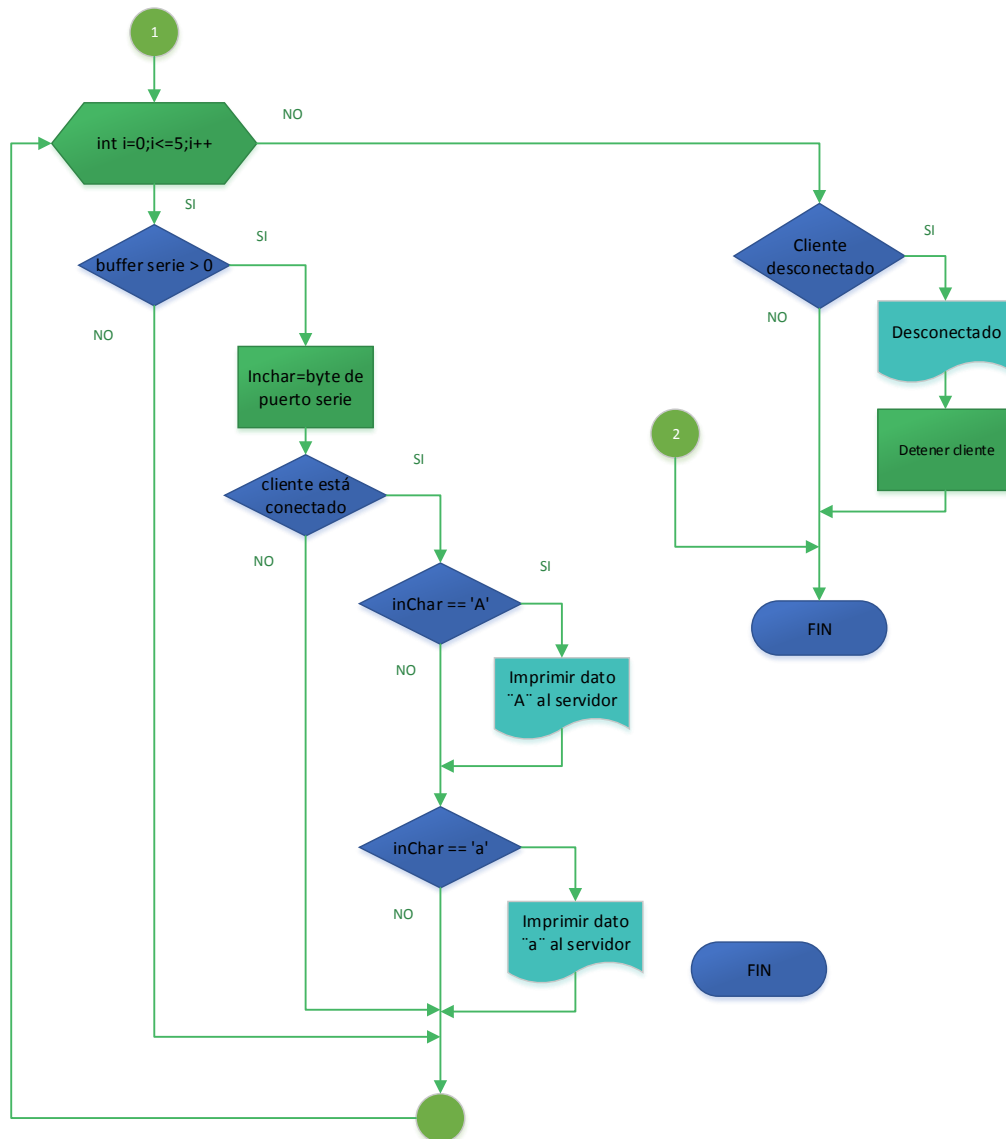 1
NO
int i=0;i<=5;i++
SI
SI
buffer serie > 0
NO
Inchar=byte de
puerto serie
SI
cliente está
conectado
NO
SI
inChar == 'A'
NO
Imprimir dato
¨A¨ al servidor
inChar == 'a'
NO
Imprimir dato
¨a¨ al servidor
Cliente
desconectado
SI
NO
Desconectado
Detener cliente
2
FIN
FIN